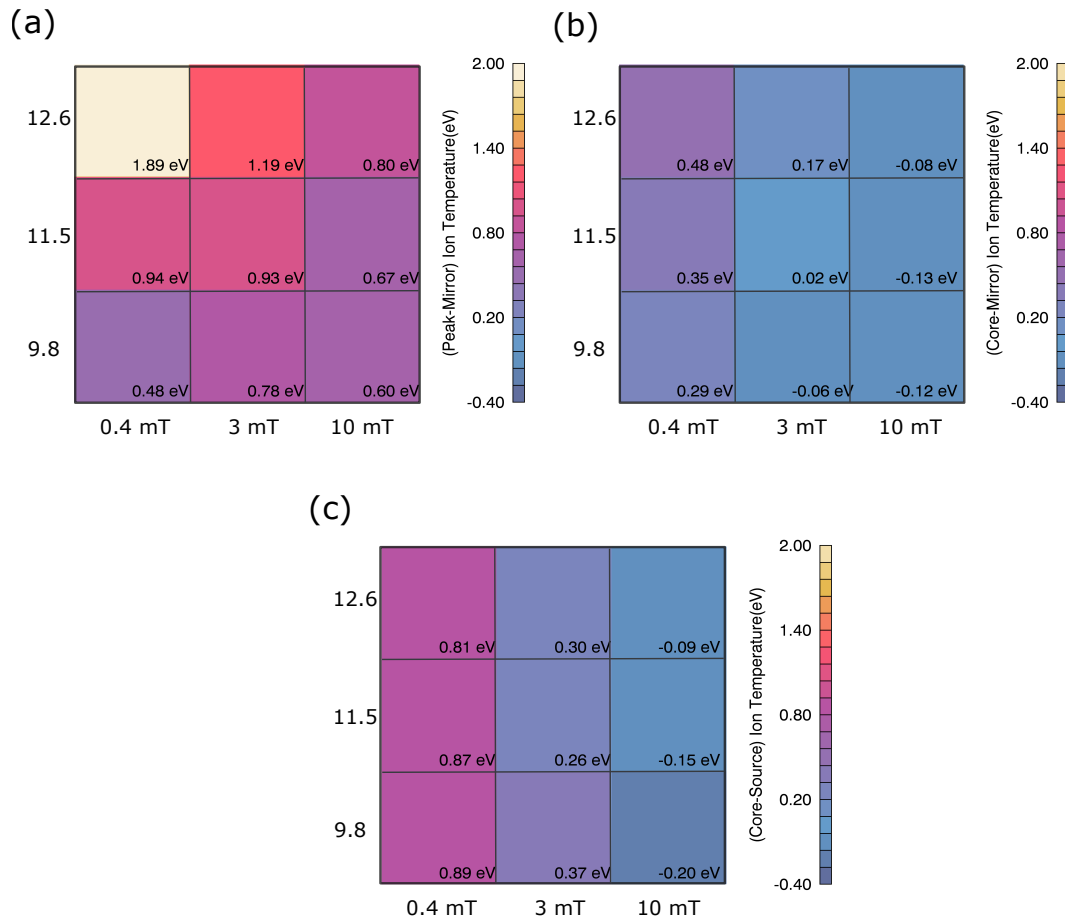 (a)
12.6
11.5
9.8
1.89 eV
1.19 eV
0.80 eV
0.94 eV
0.93 eV
0.67 eV
0.48 eV
0.78 eV
0.60 eV
0.4 mT
3 mT
10 mT
2.00
1.40
0.80
0.20
-0.40
(Peak-Mirror) Ion Temperature(eV)
(b)
12.6
11.5
9.8
0.48 eV
0.17 eV
-0.08 eV
0.35 eV
0.02 eV
-0.13 eV
0.29 eV
-0.06 eV
-0.12 eV
0.4 mT
3 mT
10 mT
2.00
1.40
0.80
0.20
-0.40
(Core-Mirror) Ion Temperature(eV)
(c)
12.6
11.5
9.8
0.81 eV
0.30 eV
-0.09 eV
0.87 eV
0.26 eV
-0.15 eV
0.89 eV
0.37 eV
-0.20 eV
0.4 mT
3 mT
10 mT
2.00
1.40
0.80
0.20
-0.40
(Core-Source) Ion Temperature(eV)